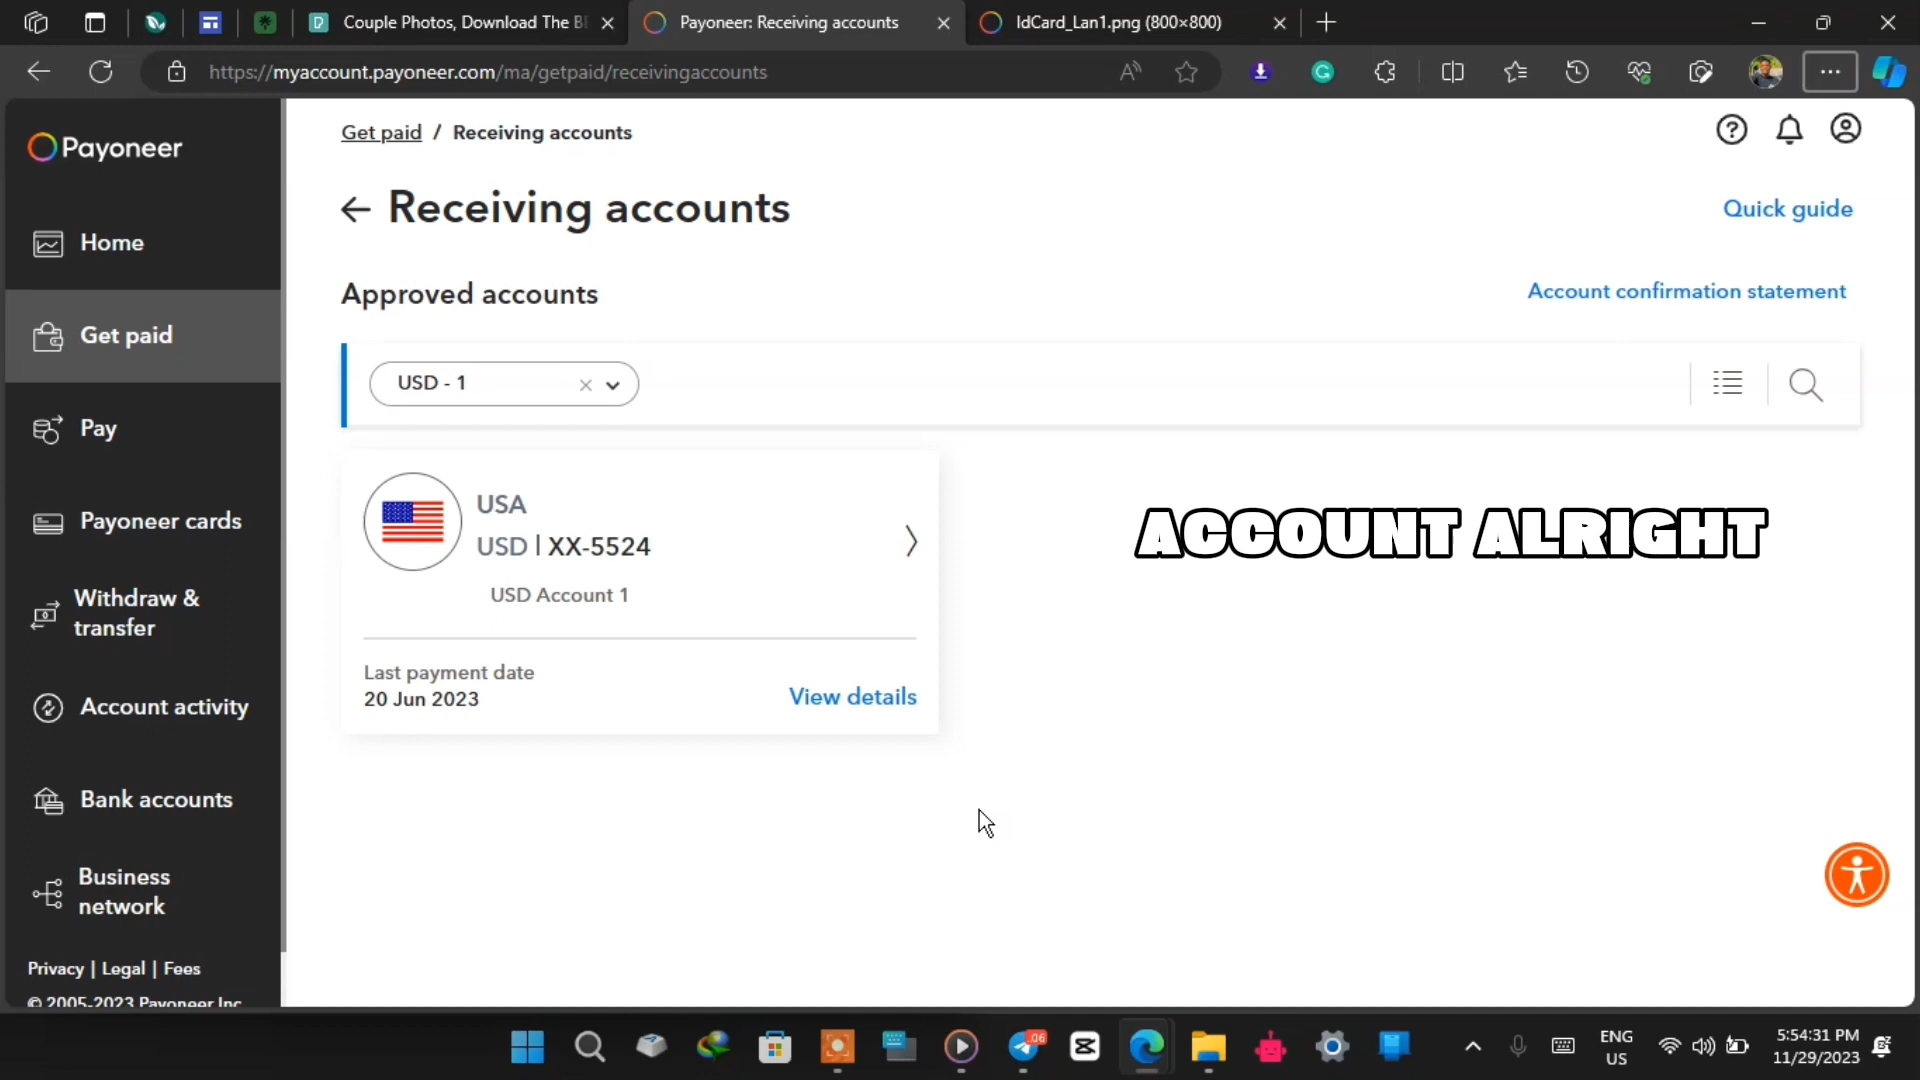 Couple Photos, Download The BE
Payoneer: Receiving accounts
IdCard_Lan1.png (800×800)
https://myaccount.payoneer.com/ma/getpaid/receivingaccounts
Payoneer
Home
Get paid
Pay
Payoneer cards
Withdraw &
transfer
Account activity
Bank accounts
Business
network
Privacy | Legal | Fees
© 2005-2023 Payoneer Inc
Get paid / Receiving accounts
Receiving accounts
Quick guide
Approved accounts
Account confirmation statement
USD - 1
USA
USD | XX-5524
USD Account 1
Last payment date
20 Jun 2023
View details
ACCOUNT ALRIGHT
06
ENG
US
5:54:31 PM
11/29/2023